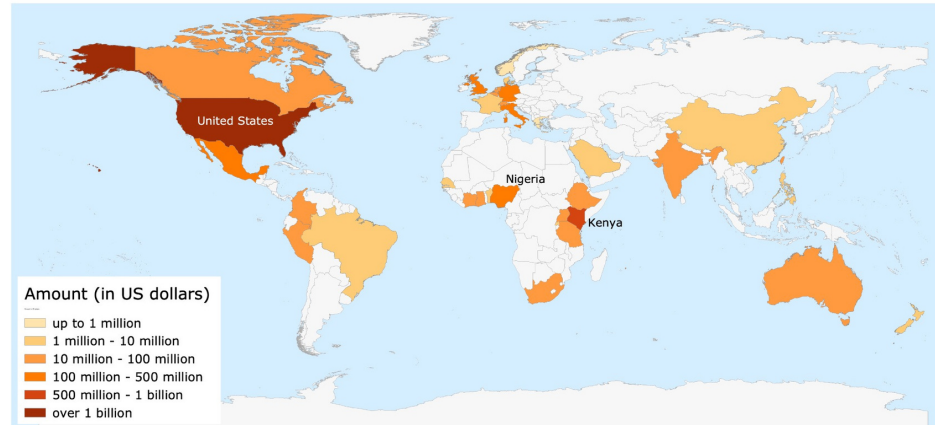 United States
Nigeria
Kenya
Amount (in US dollars)
up to 1 million
1 million - 10 million
10 million - 100 million
100 million - 500 million
500 million - 1 billion
over 1 billion